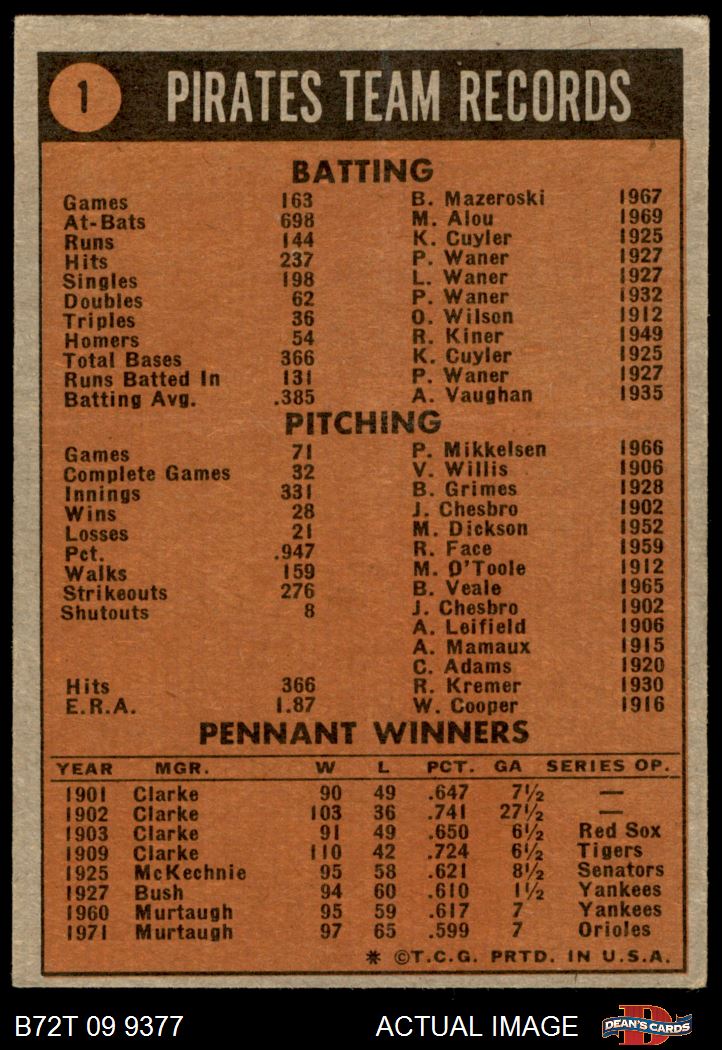 1 PIRATES TEAM RECORDS
BATTING
Games 163 B. Mazeroski 1967
At-Bats 698 M. Alou 1969
Runs 144 K. Cuyler 1925
Hits 237 P. Waner 1927
Singles 198 L. Waner 1927
Doubles 62 P. Waner 1932
Triples 36 O. Wilson 1912
Homers 54 R. Kiner 1949
Total Bases 366 K. Cuyler 1925
Runs Batted In 131 P. Waner 1927
Batting Avg. .385 A. Vaughan 1935
PITCHING
Games 71 P. Mikkelsen 1966
Complete Games 32 V. Willis 1906
Innings 331 B. Grimes 1928
Wins 28 J. Chesbro 1902
Losses 21 M. Dickson 1952
Pct. .947 R. Face 1959
Walks 159 M. O'Toole 1912
Strikeouts 276 B. Veale 1965
Shutouts 8 J. Chesbro 1902
A. Leifield 1906
A. Mamaux 1915
C. Adams 1920
Hits 366 R. Kremer 1930
E.R.A. 1.87 W. Cooper 1916
PENNANT WINNERS
YEAR MGR. W L PCT. GA SERIES OP.
1901 Clarke 90 49 .647 7½ —
1902 Clarke 103 36 .741 27½ —
1903 Clarke 91 49 .650 6½ Red Sox
1909 Clarke 110 42 .724 6½ Tigers
1925 McKechnie 95 58 .621 8½ Senators
1927 Bush 94 60 .610 1½ Yankees
1960 Murtaugh 95 59 .617 7 Yankees
1971 Murtaugh 97 65 .599 7 Orioles
* ©T.C.G. PRTD. IN U.S.A.
B72T 09 9377 ACTUAL IMAGE D DEAN'S CARDS